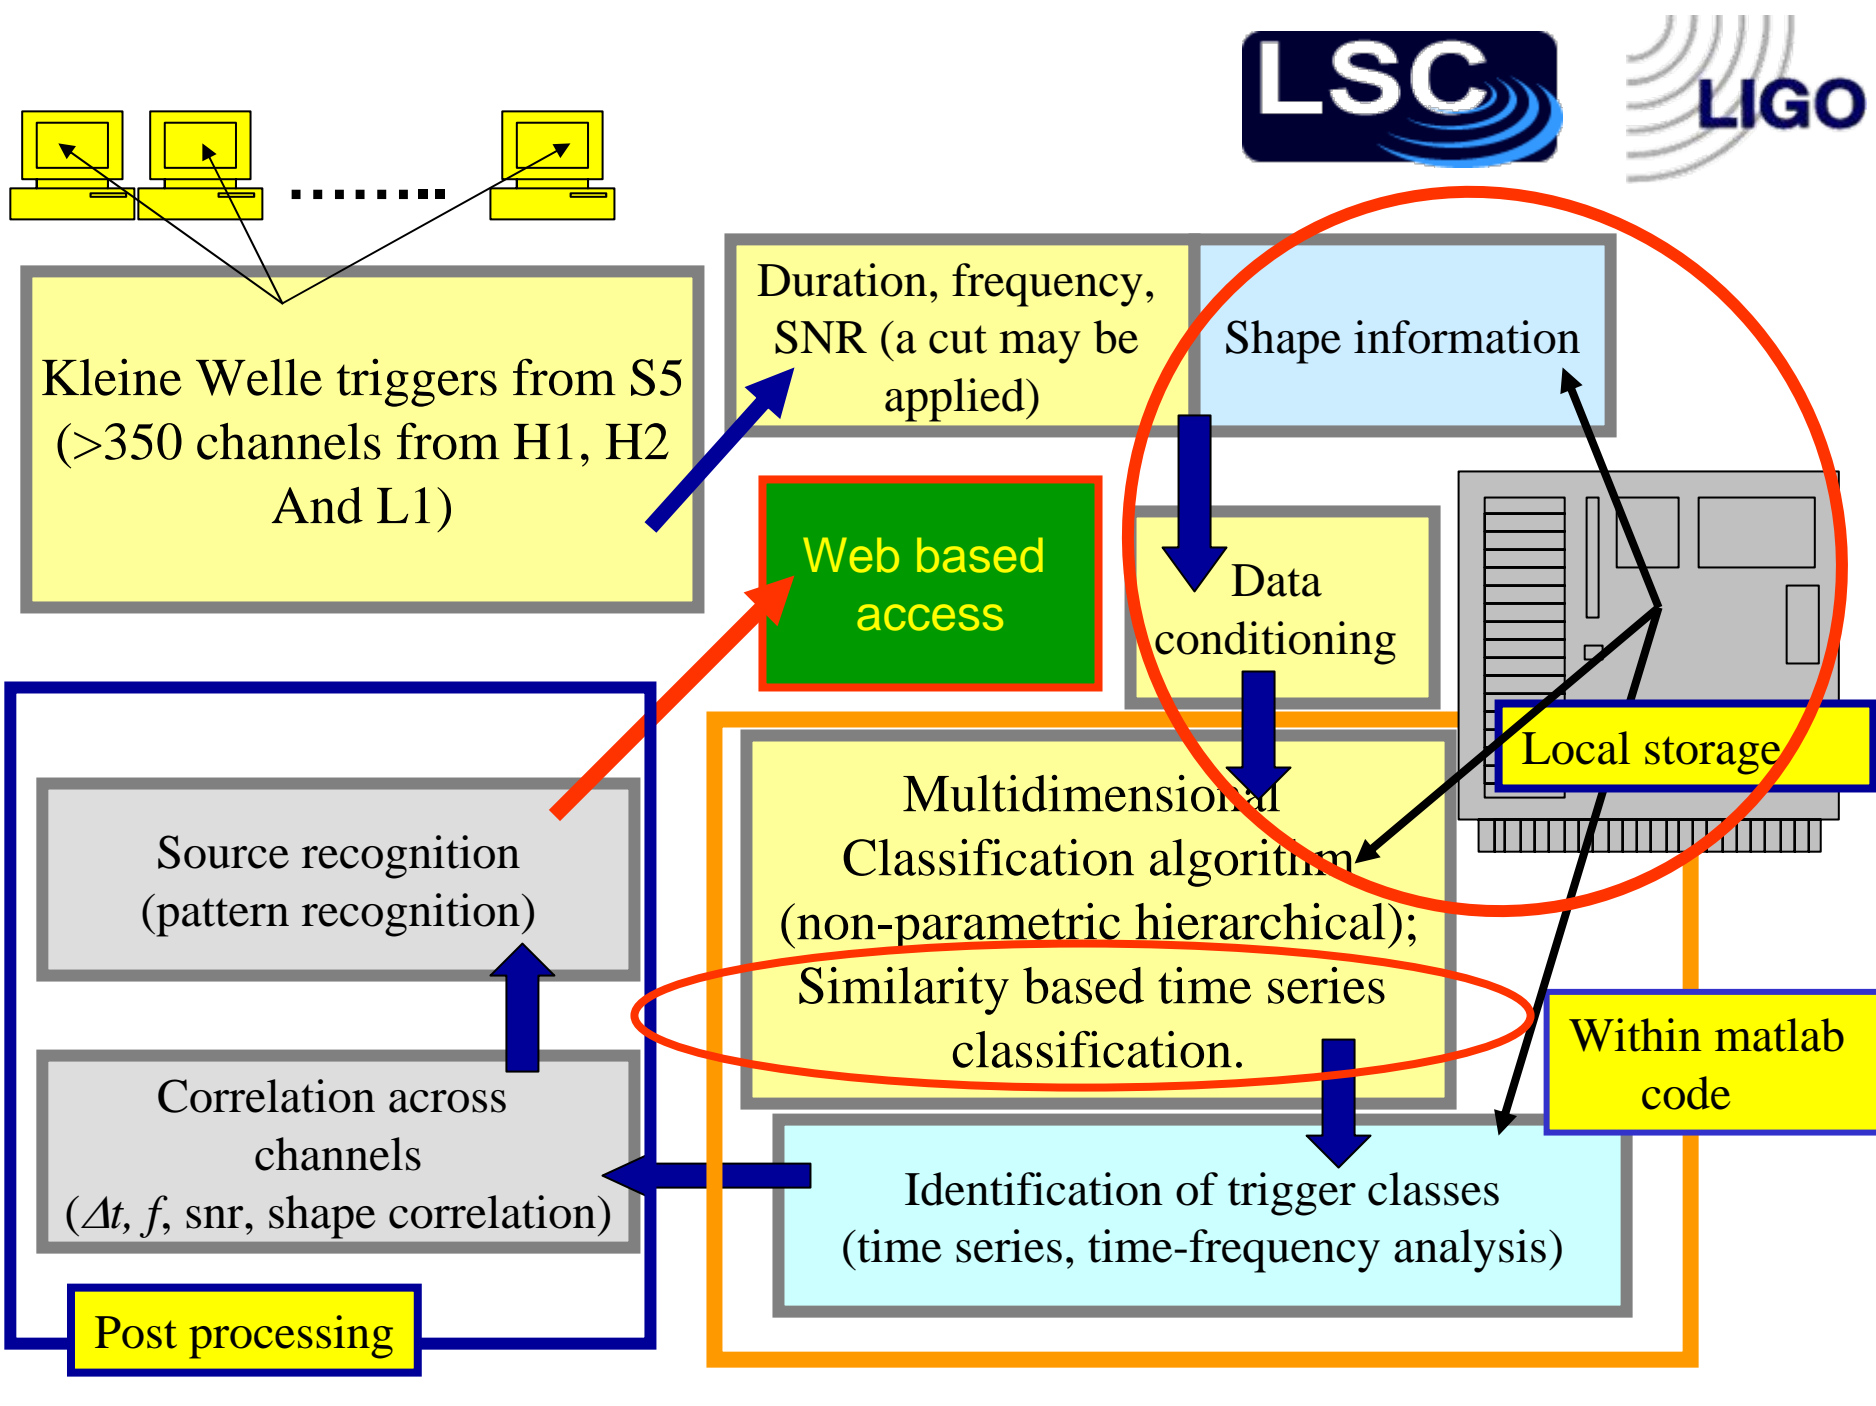 LSC
LIGO
Kleine Welle triggers from S5
(>350 channels from H1, H2
And L1)
Duration, frequency,
SNR (a cut may be
applied)
Shape information
Web based
access
Data
conditioning
Local storage
Multidimensional
Classification algorithm
(non-parametric hierarchical);
Similarity based time series
classification.
Within matlab
code
Source recognition
(pattern recognition)
Correlation across
channels
(Δt, f, snr, shape correlation)
Identification of trigger classes
(time series, time-frequency analysis)
Post processing